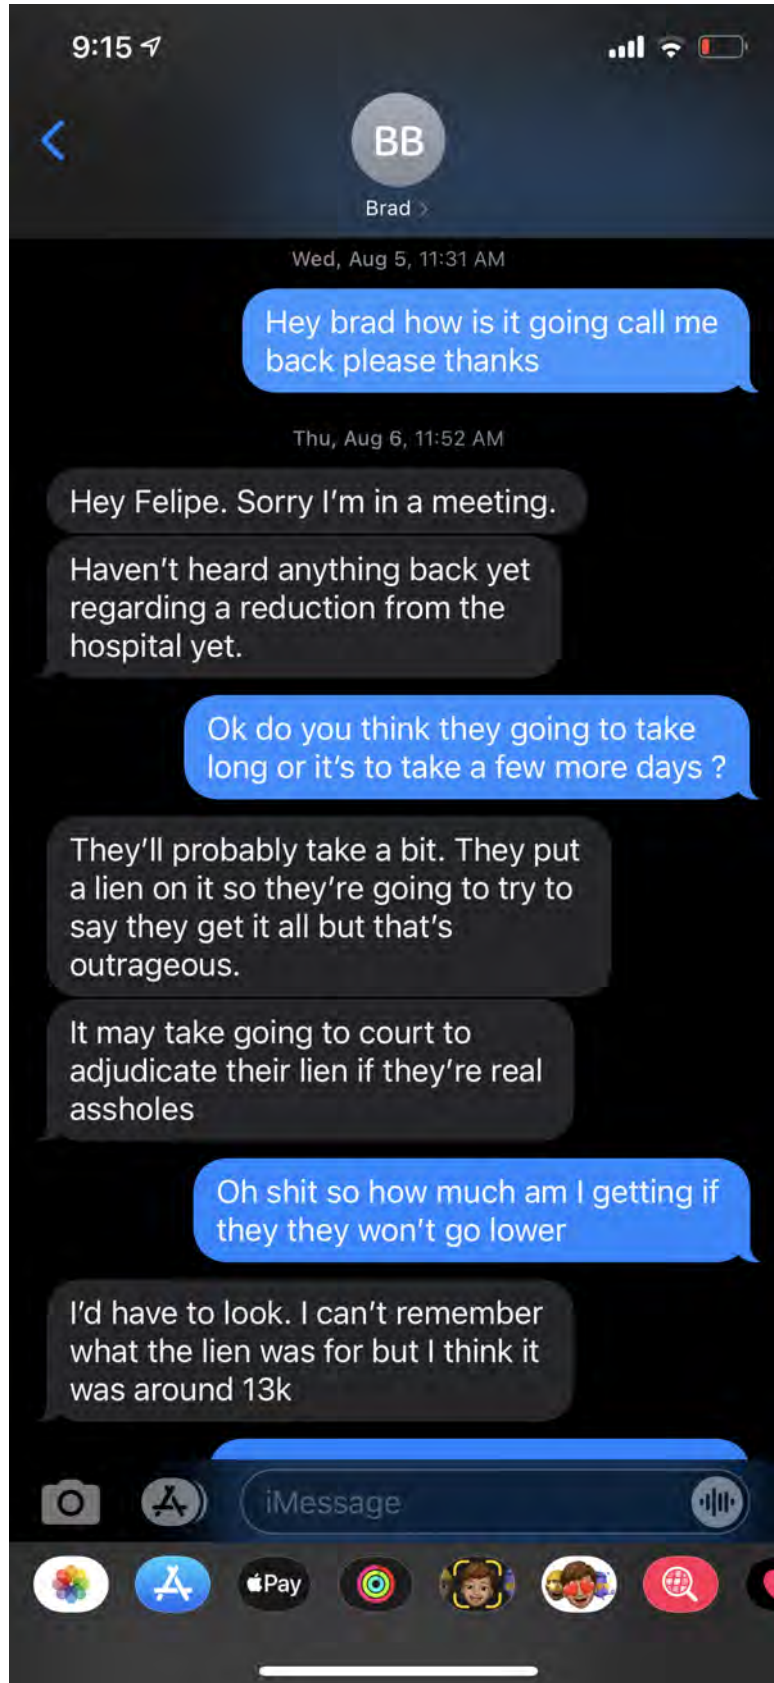 9:15
BB
Brad
Wed, Aug 5, 11:31 AM
Hey brad how is it going call me
back please thanks
Thu, Aug 6, 11:52 AM
Hey Felipe. Sorry I'm in a meeting.
Haven't heard anything back yet
regarding a reduction from the
hospital yet.
Ok do you think they going to take
long or it's to take a few more days ?
They'll probably take a bit. They put
a lien on it so they're going to try to
say they get it all but that's
outrageous.
It may take going to court to
adjudicate their lien if they're real
assholes
Oh shit so how much am I getting if
they they won't go lower
I'd have to look. I can't remember
what the lien was for but I think it
was around 13k
iMessage
Pay